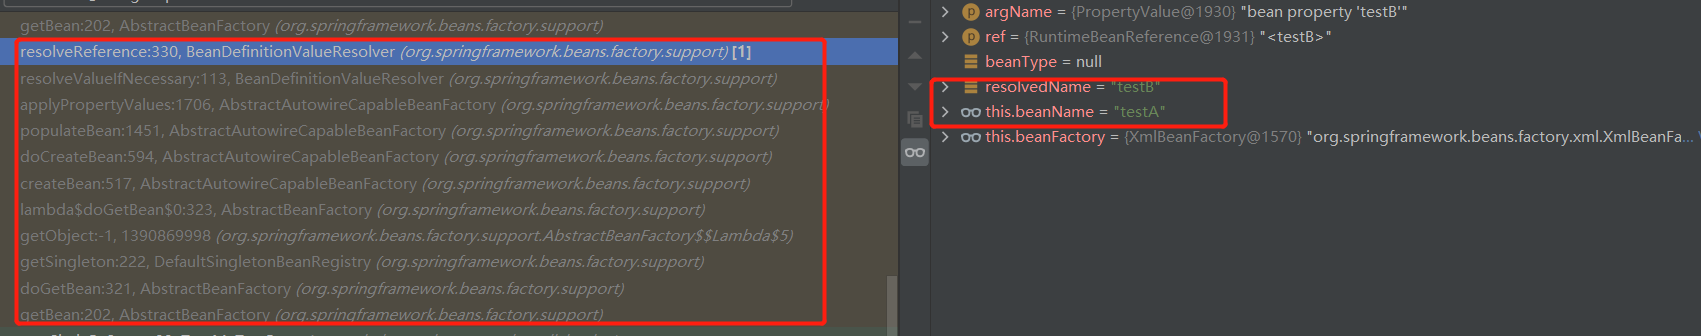 getBean:202, AbstractBeanFactory (org.springframework.beans.factory.support)
resolveReference:330, BeanDefinitionValueResolver (org.springframework.beans.factory.support) [1]
resolveValueIfNecessary:113, BeanDefinitionValueResolver (org.springframework.beans.factory.support)
applyPropertyValues:1706, AbstractAutowireCapableBeanFactory (org.springframework.beans.factory.support)
populateBean:1451, AbstractAutowireCapableBeanFactory (org.springframework.beans.factory.support)
doCreateBean:594, AbstractAutowireCapableBeanFactory (org.springframework.beans.factory.support)
createBean:517, AbstractAutowireCapableBeanFactory (org.springframework.beans.factory.support)
lambda$doGetBean$0:323, AbstractBeanFactory (org.springframework.beans.factory.support)
getObject:-1, 1390869998 (org.springframework.beans.factory.support.AbstractBeanFactory$$Lambda$5)
getSingleton:222, DefaultSingletonBeanRegistry (org.springframework.beans.factory.support)
doGetBean:321, AbstractBeanFactory (org.springframework.beans.factory.support)
getBean:202, AbstractBeanFactory (org.springframework.beans.factory.support)
argName = {PropertyValue@1930} "bean property 'testB'"
ref = {RuntimeBeanReference@1931} "<testB>"
beanType = null
resolvedName = "testB"
this.beanName = "testA"
this.beanFactory = {XmlBeanFactory@1570} "org.springframework.beans.factory.xml.XmlBeanFa...